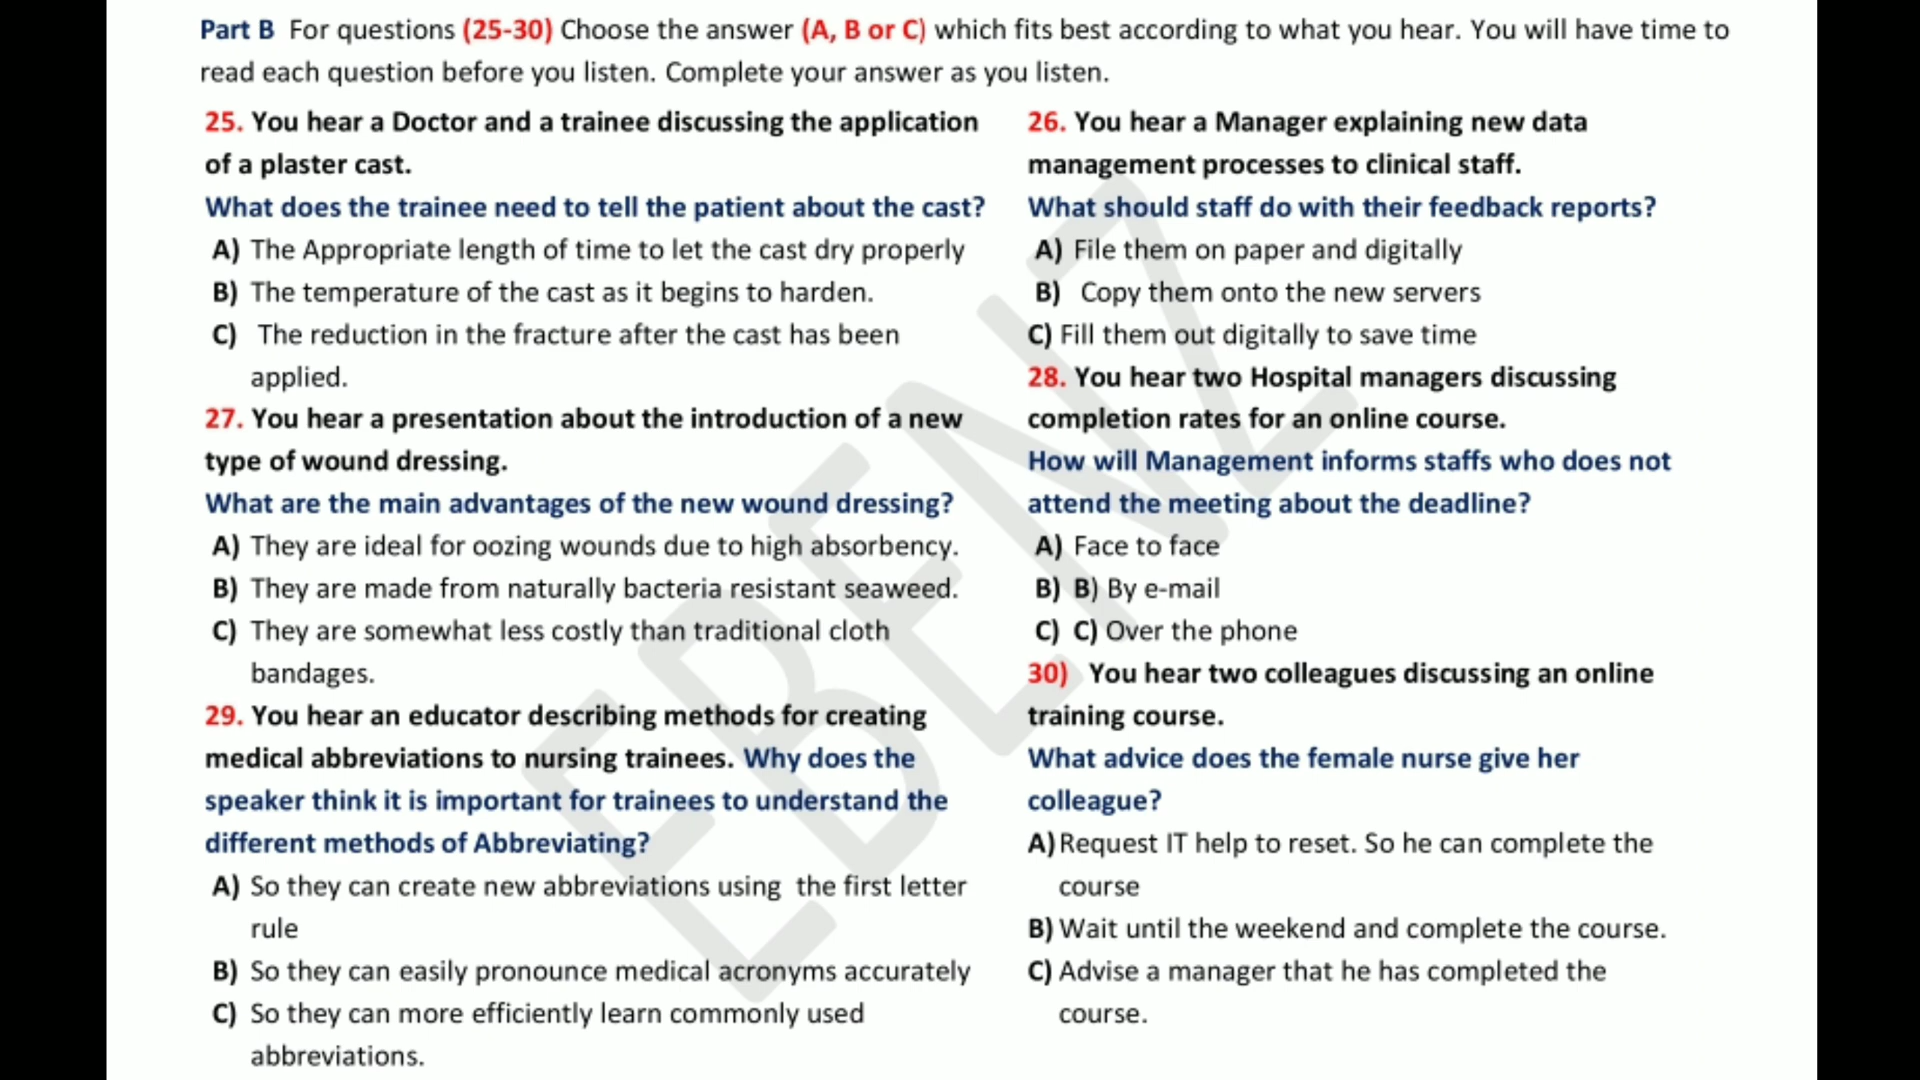 Part B For questions (25-30) Choose the answer (A, B or C) which fits best according to what you hear. You will have time to
read each question before you listen. Complete your answer as you listen.
25. You hear a Doctor and a trainee discussing the application
of a plaster cast.
What does the trainee need to tell the patient about the cast?
A) The Appropriate length of time to let the cast dry properly
B) The temperature of the cast as it begins to harden.
C) The reduction in the fracture after the cast has been
applied.
27. You hear a presentation about the introduction of a new
type of wound dressing.
What are the main advantages of the new wound dressing?
A) They are ideal for oozing wounds due to high absorbency.
B) They are made from naturally bacteria resistant seaweed.
C) They are somewhat less costly than traditional cloth
bandages.
29. You hear an educator describing methods for creating
medical abbreviations to nursing trainees. Why does the
speaker think it is important for trainees to understand the
different methods of Abbreviating?
A) So they can create new abbreviations using the first letter
rule
B) So they can easily pronounce medical acronyms accurately
C) So they can more efficiently learn commonly used
abbreviations.
26. You hear a Manager explaining new data
management processes to clinical staff.
What should staff do with their feedback reports?
A) File them on paper and digitally
B) Copy them onto the new servers
C) Fill them out digitally to save time
28. You hear two Hospital managers discussing
completion rates for an online course.
How will Management informs staffs who does not
attend the meeting about the deadline?
A) Face to face
B) B) By e-mail
C) C) Over the phone
30) You hear two colleagues discussing an online
training course.
What advice does the female nurse give her
colleague?
A) Request IT help to reset. So he can complete the
course
B) Wait until the weekend and complete the course.
C) Advise a manager that he has completed the
course.
EBENZ